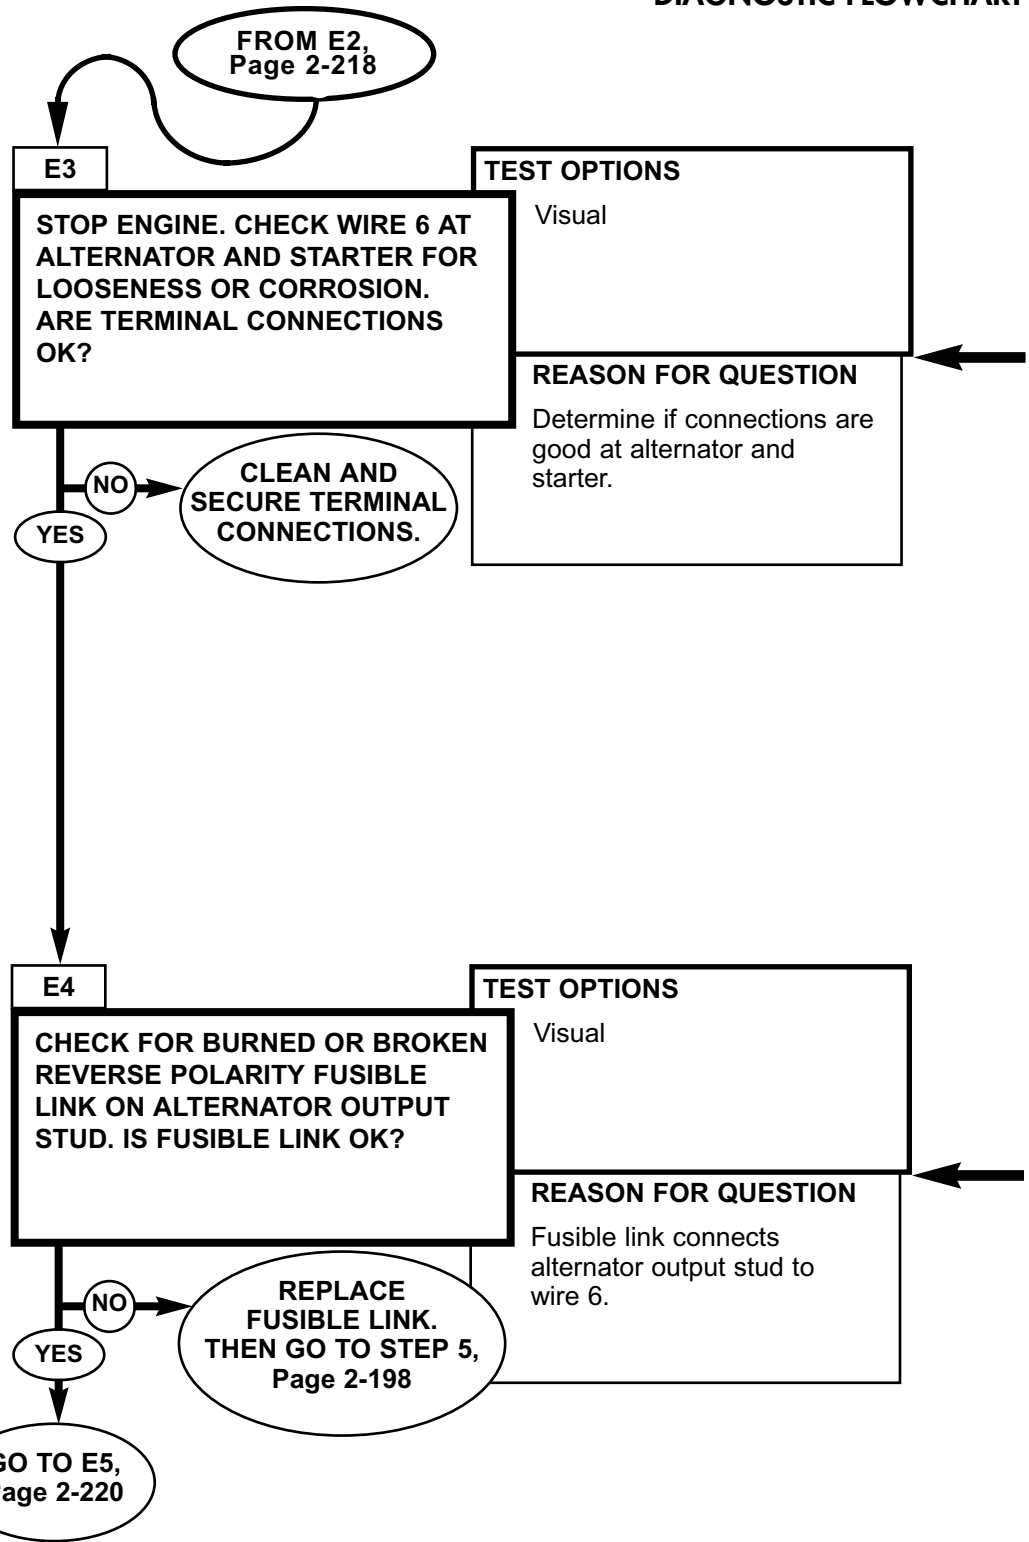 DIAGNOSTIC FLOWCHART
FROM E2,
Page 2-218
E3
STOP ENGINE. CHECK WIRE 6 AT
ALTERNATOR AND STARTER FOR
LOOSENESS OR CORROSION.
ARE TERMINAL CONNECTIONS
OK?
TEST OPTIONS
Visual
REASON FOR QUESTION
Determine if connections are
good at alternator and
starter.
NO
CLEAN AND
SECURE TERMINAL
CONNECTIONS.
YES
E4
CHECK FOR BURNED OR BROKEN
REVERSE POLARITY FUSIBLE
LINK ON ALTERNATOR OUTPUT
STUD. IS FUSIBLE LINK OK?
TEST OPTIONS
Visual
REASON FOR QUESTION
Fusible link connects
alternator output stud to
wire 6.
NO
REPLACE
FUSIBLE LINK.
THEN GO TO STEP 5,
Page 2-198
YES
GO TO E5,
Page 2-220